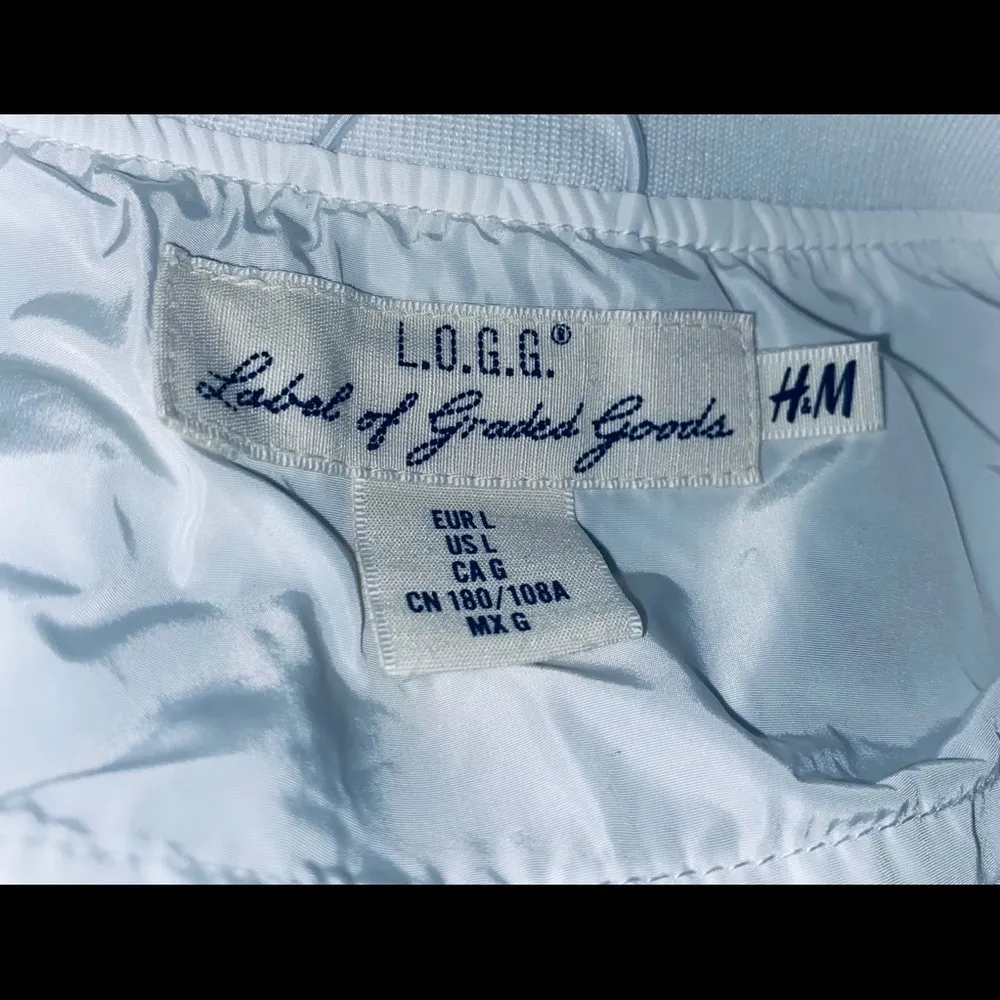 L.O.G.G.®
Label of Graded Goods
H&M
EUR L
US L
CA G
CN 180/108A
MX G